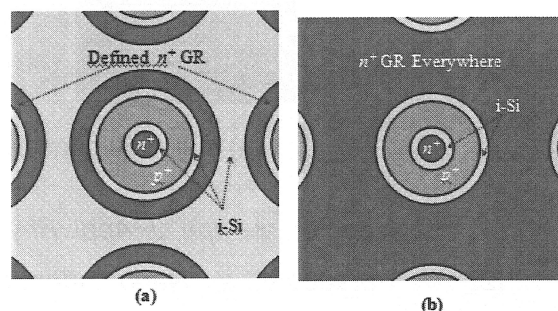 Defined n⁺ GR
n⁺
p⁺
i-Si
(a)
n⁺ GR Everywhere
i-Si
n⁺
p⁺
(b)